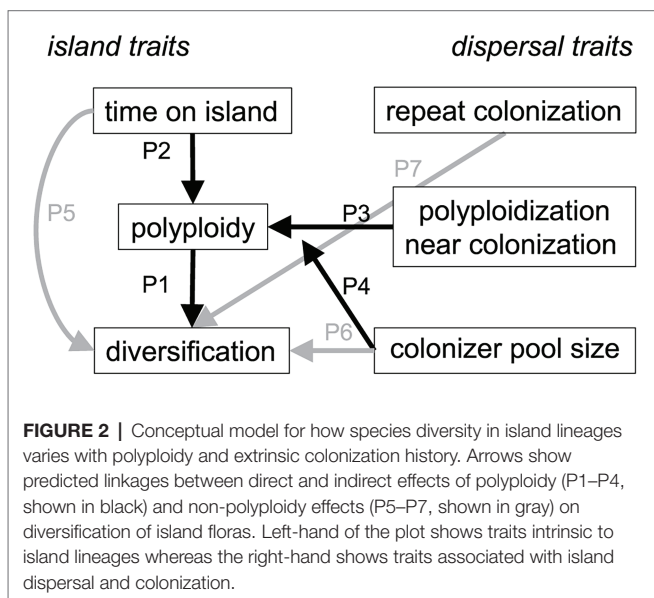 island traits
dispersal traits
time on island
repeat colonization
P2
P7
P5
polyploidy
P3
polyploidization
near colonization
P1
P4
diversification
P6
colonizer pool size
FIGURE 2 | Conceptual model for how species diversity in island lineages
varies with polyploidy and extrinsic colonization history. Arrows show
predicted linkages between direct and indirect effects of polyploidy (P1–P4,
shown in black) and non-polyploidy effects (P5–P7, shown in gray) on
diversification of island floras. Left-hand of the plot shows traits intrinsic to
island lineages whereas the right-hand shows traits associated with island
dispersal and colonization.